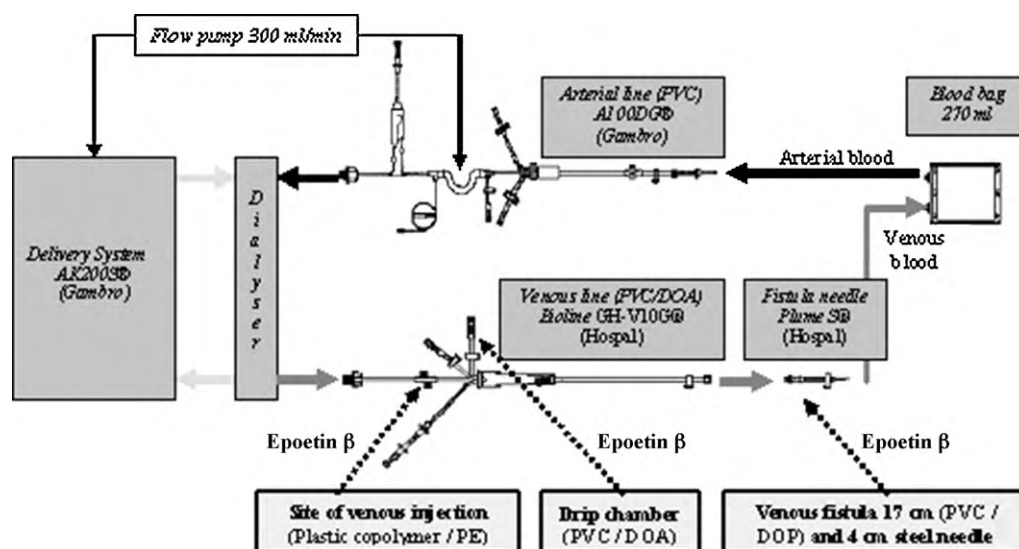 Flow pump 300 ml/min
Arterial line (PVC)
A100DG®
(Gambro)
Blood bag
270 ml
Arterial blood
Venous
blood
Delivery System
AK200S®
(Gambro)
Dialyser
Venous line (PVC/DOA)
Bioline GH-V10G®
(Hospal)
Fistula needle
Plume S®
(Hospal)
Epoetin β
Epoetin β
Epoetin β
Site of venous injection
(Plastic copolymer / PE)
Drip chamber
(PVC / DOA)
Venous fistula 17 cm (PVC /
DOP) and 4 cm steel needle